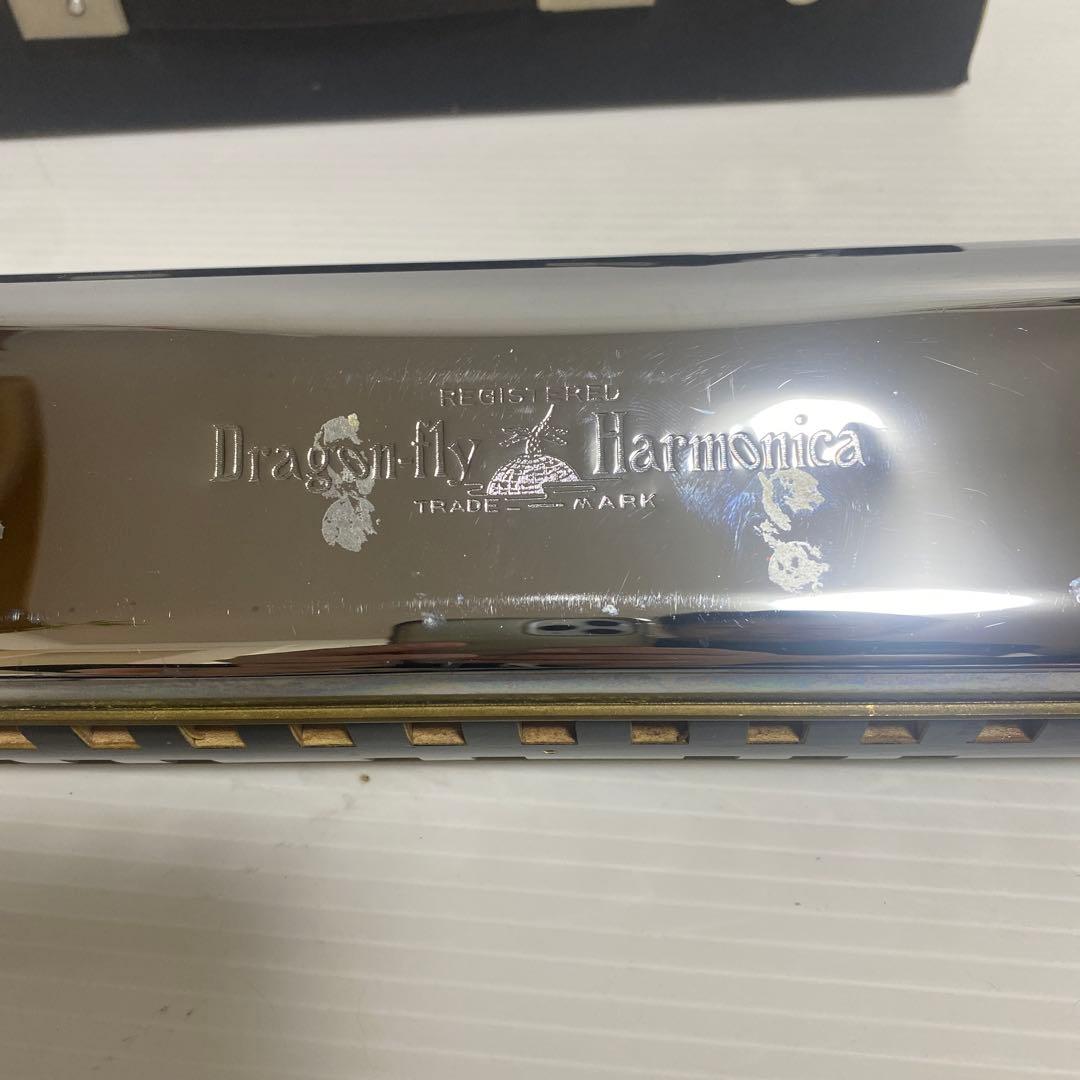 REGISTERED
Dragon-fly Harmonica
TRADE MARK